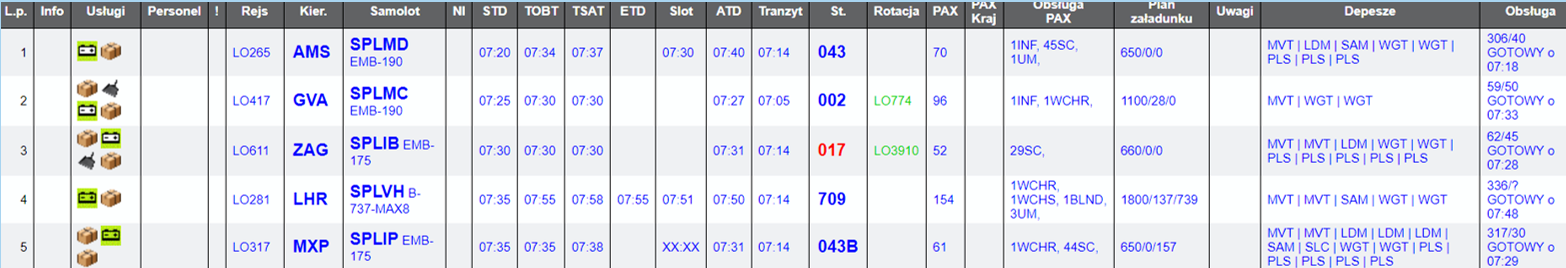 L.p. Info Usługi Personel ! Rejs Kier. Samolot NI STD TOBT TSAT ETD Slot ATD Tranzyt St. Rotacja PAX PAX Kraj Obsługa PAX Plan załadunku Uwagi Depesze Obsługa
1 LO265 AMS SPLMD EMB-190 07:20 07:34 07:37 07:30 07:40 07:14 043 70 1INF, 45SC, 1UM, 650/0/0 MVT | LDM | SAM | WGT | WGT | PLS | PLS | PLS 306/40 GOTOWY o 07:18
2 LO417 GVA SPLMC EMB-190 07:25 07:30 07:30 07:27 07:05 002 LO774 96 1INF, 1WCHR, 1100/28/0 MVT | WGT | WGT 59/50 GOTOWY o 07:33
3 LO611 ZAG SPLIB EMB-175 07:30 07:30 07:30 07:31 07:14 017 LO3910 52 29SC, 660/0/0 MVT | MVT | LDM | WGT | WGT | PLS | PLS | PLS | PLS | PLS 62/45 GOTOWY o 07:28
4 LO281 LHR SPLVH B-737-MAX8 07:35 07:55 07:58 07:55 07:51 07:50 07:14 709 154 1WCHR, 1WCHS, 1BLND, 3UM, 1800/137/739 MVT | MVT | SAM | WGT | WGT 336/? GOTOWY o 07:48
5 LO317 MXP SPLIP EMB-175 07:35 07:35 07:38 XX:XX 07:31 07:14 043B 61 1WCHR, 44SC, 650/0/157 MVT | MVT | LDM | LDM | LDM | SAM | SLC | WGT | WGT | PLS | PLS | PLS | PLS | PLS 317/30 GOTOWY o 07:29